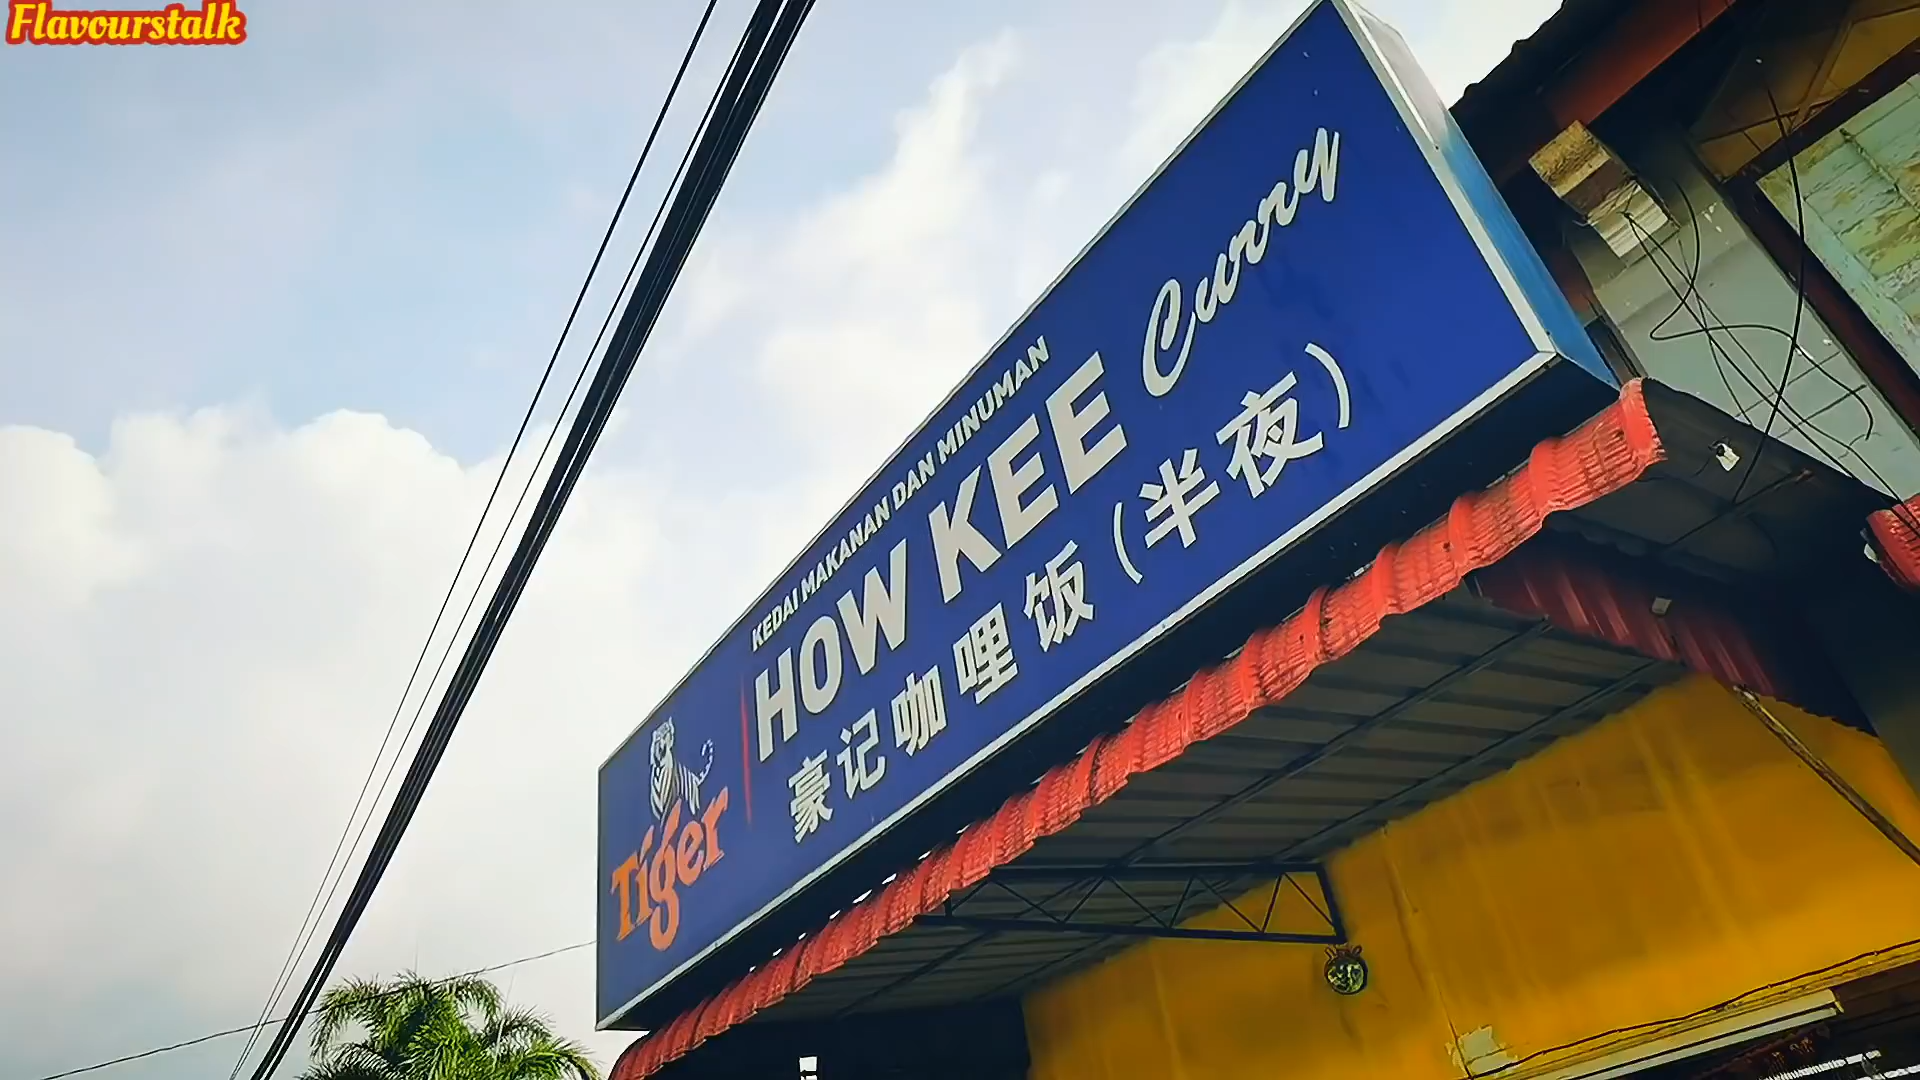 Flavourstalk
KEDAI MAKANAN DAN MINUMAN
HOW KEE Curry
豪记咖哩饭(半夜)
Tiger